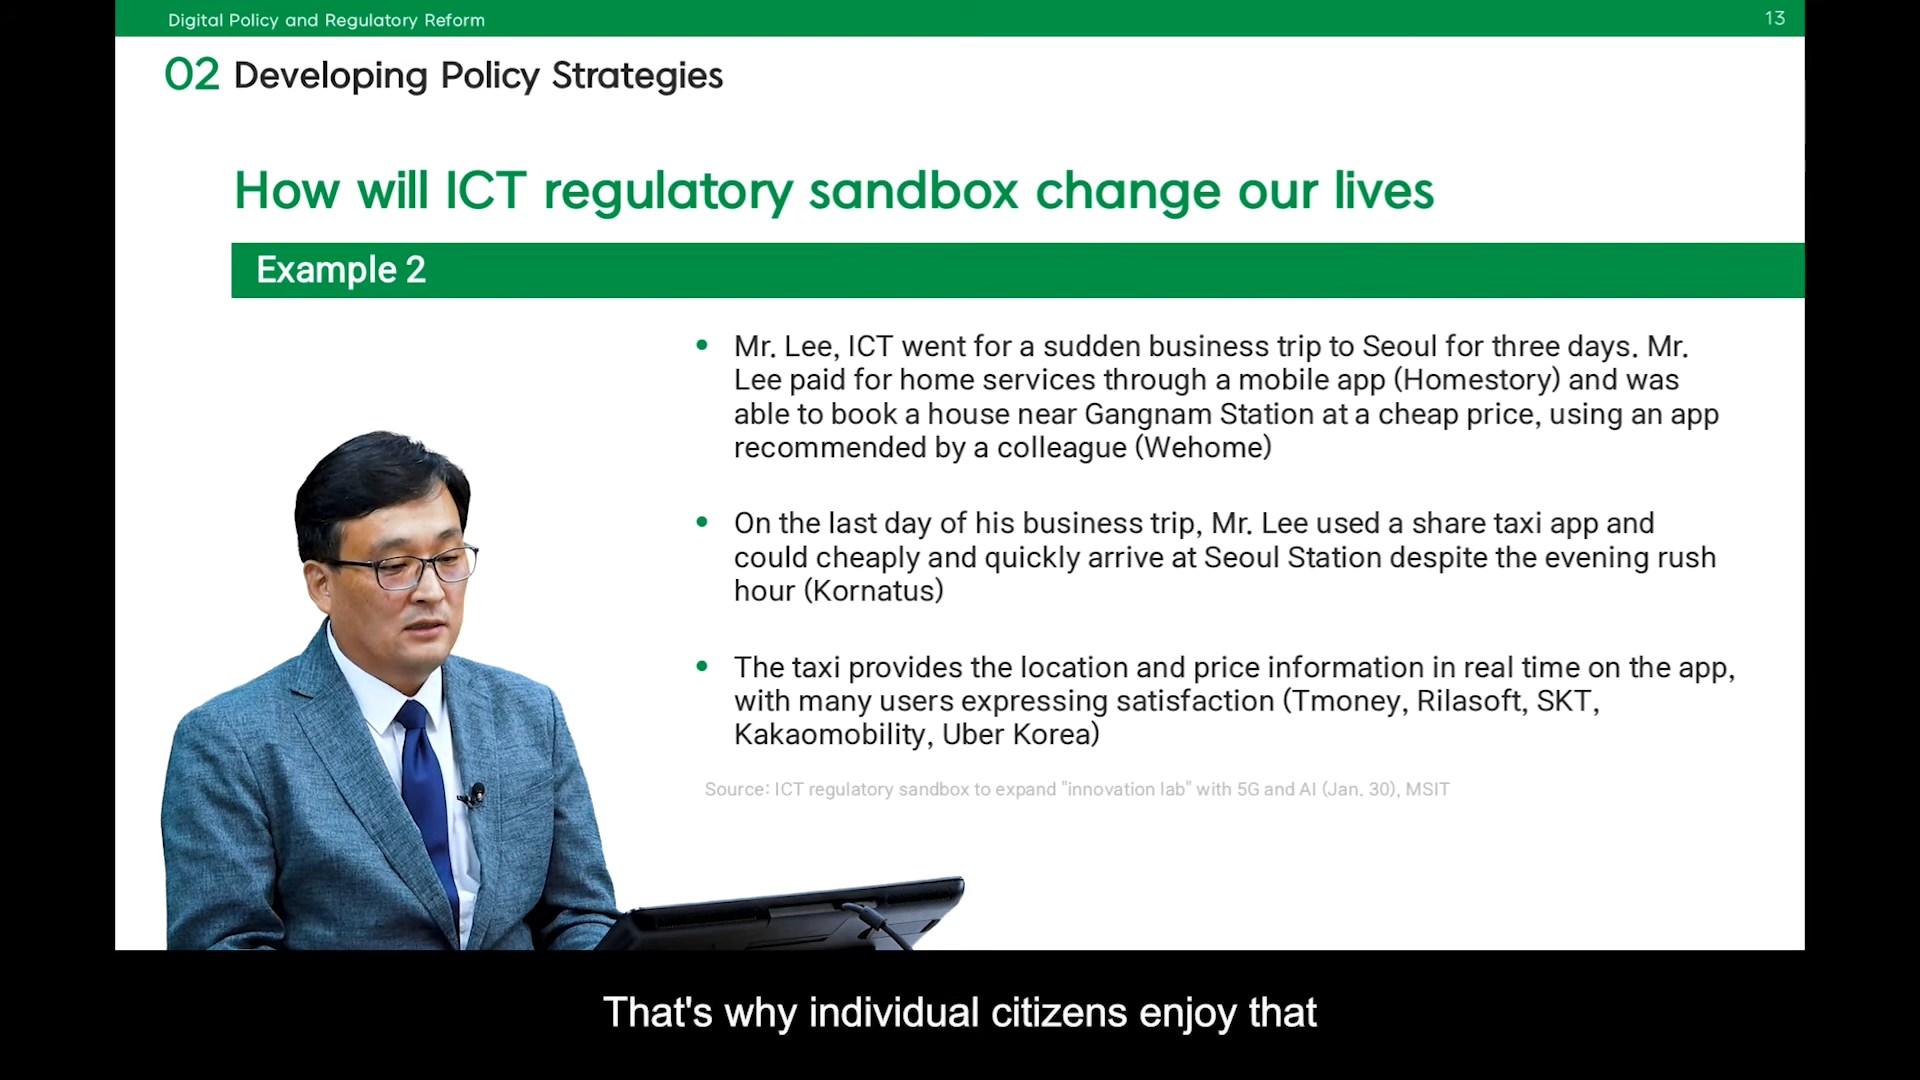 Digital Policy and Regulatory Reform
13
02 Developing Policy Strategies
How will ICT regulatory sandbox change our lives
Example 2
• Mr. Lee, ICT went for a sudden business trip to Seoul for three days. Mr.
Lee paid for home services through a mobile app (Homestory) and was
able to book a house near Gangnam Station at a cheap price, using an app
recommended by a colleague (Wehome)
• On the last day of his business trip, Mr. Lee used a share taxi app and
could cheaply and quickly arrive at Seoul Station despite the evening rush
hour (Kornatus)
• The taxi provides the location and price information in real time on the app,
with many users expressing satisfaction (Tmoney, Rilasoft, SKT,
Kakaomobility, Uber Korea)
Source: ICT regulatory sandbox to expand "innovation lab" with 5G and AI (Jan. 30), MSIT
That's why individual citizens enjoy that